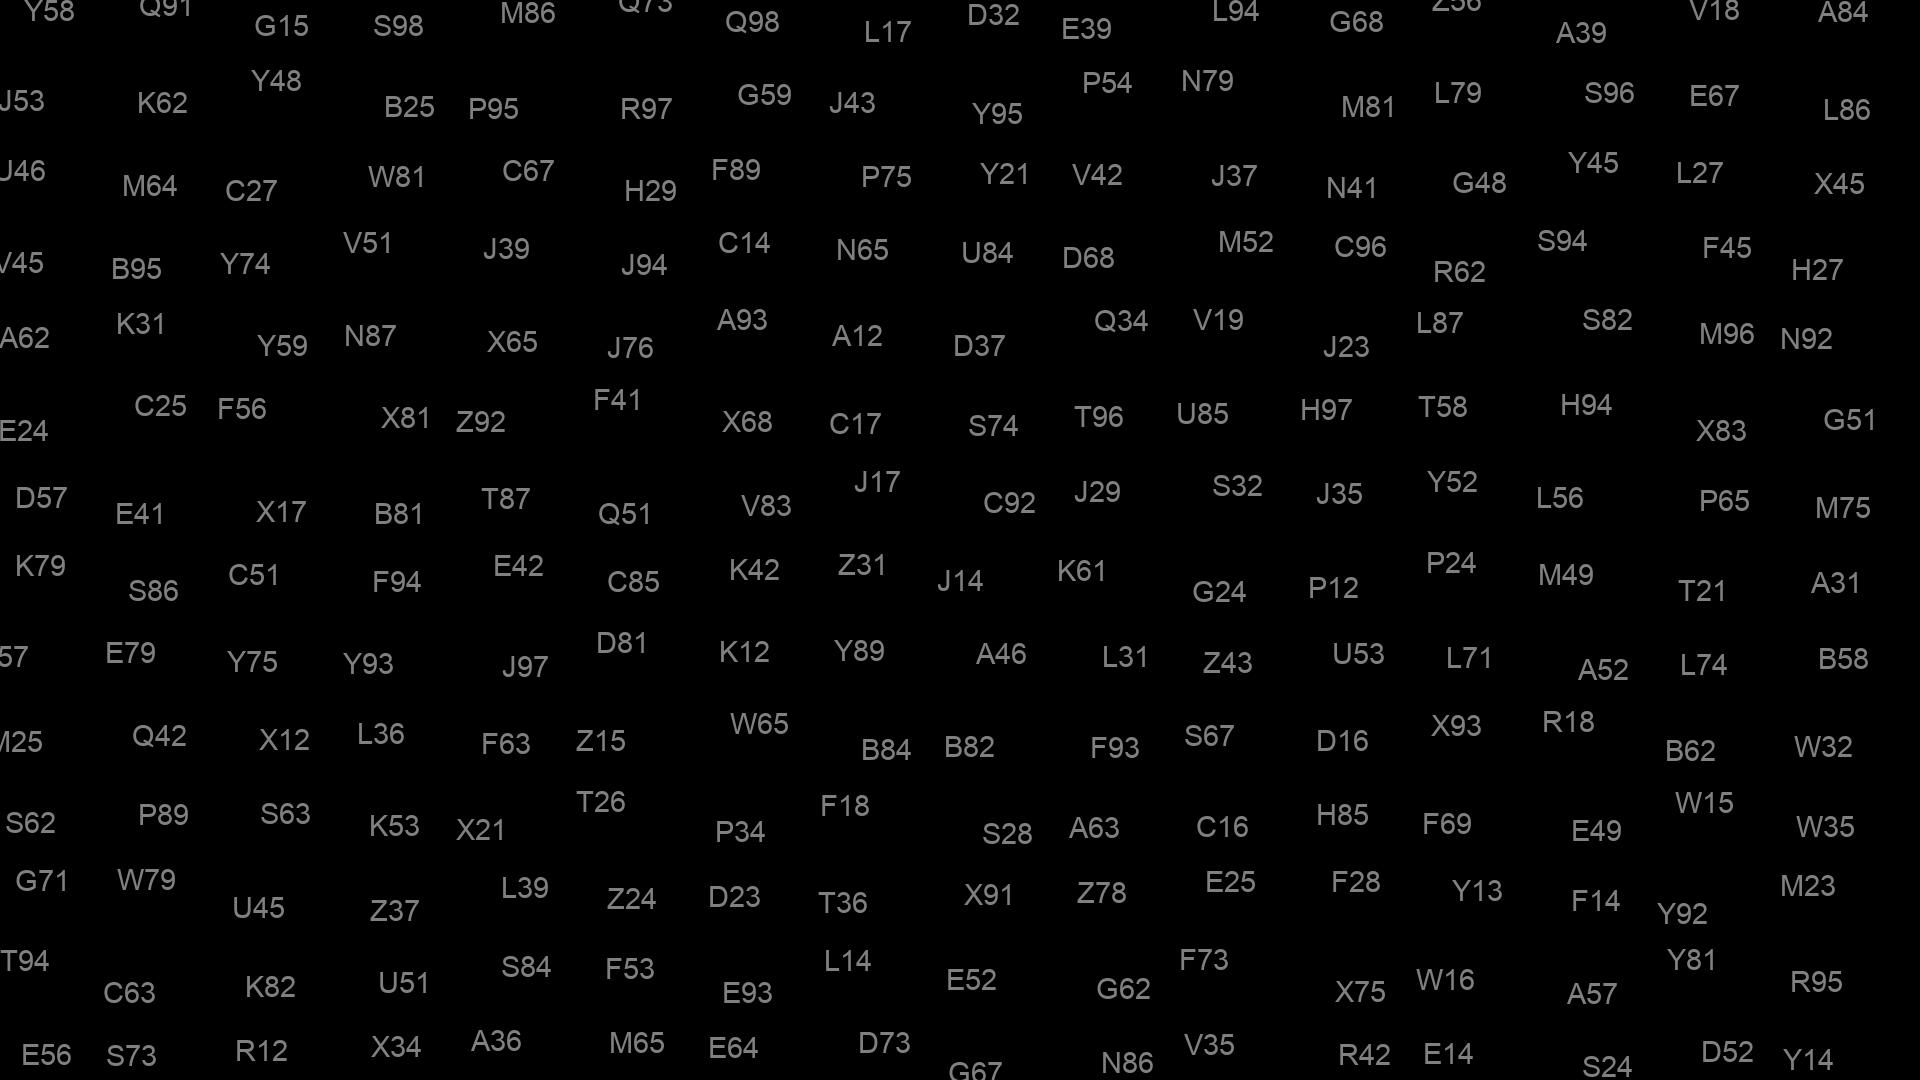 Y58 Q91 G15 S98 M86 Q73 Q98 L17 D32 E39 L94 G68 Z56 A39 V18 A84
J53 K62 Y48 B25 P95 R97 G59 J43 Y95 P54 N79 M81 L79 S96 E67 L86
J46 M64 C27 W81 C67 H29 F89 P75 Y21 V42 J37 N41 G48 Y45 L27 X45
V45 B95 Y74 V51 J39 J94 C14 N65 U84 D68 M52 C96 R62 S94 F45 H27
A62 K31 Y59 N87 X65 J76 A93 A12 D37 Q34 V19 J23 L87 S82 M96 N92
E24 C25 F56 X81 Z92 F41 X68 C17 S74 T96 U85 H97 T58 H94 X83 G51
D57 E41 X17 B81 T87 Q51 V83 J17 C92 J29 S32 J35 Y52 L56 P65 M75
K79 S86 C51 F94 E42 C85 K42 Z31 J14 K61 G24 P12 P24 M49 T21 A31
57 E79 Y75 Y93 J97 D81 K12 Y89 A46 L31 Z43 U53 L71 A52 L74 B58
M25 Q42 X12 L36 F63 Z15 W65 B84 B82 F93 S67 D16 X93 R18 B62 W32
S62 P89 S63 K53 X21 T26 P34 F18 S28 A63 C16 H85 F69 E49 W15 W35
G71 W79 U45 Z37 L39 Z24 D23 T36 X91 Z78 E25 F28 Y13 F14 Y92 M23
T94 C63 K82 U51 S84 F53 E93 L14 E52 G62 F73 X75 W16 A57 Y81 R95
E56 S73 R12 X34 A36 M65 E64 D73 G67 N86 V35 R42 E14 S24 D52 Y14